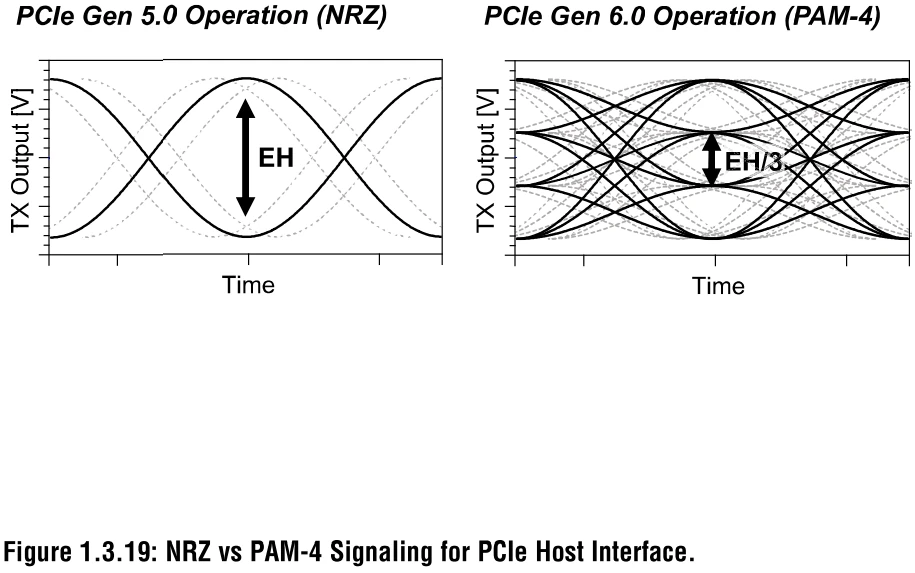 PCIe Gen 5.0 Operation (NRZ)
PCIe Gen 6.0 Operation (PAM-4)
TX Output [V]
EH
Time
TX Output [V]
EH/3
Time
Figure 1.3.19: NRZ vs PAM-4 Signaling for PCIe Host Interface.